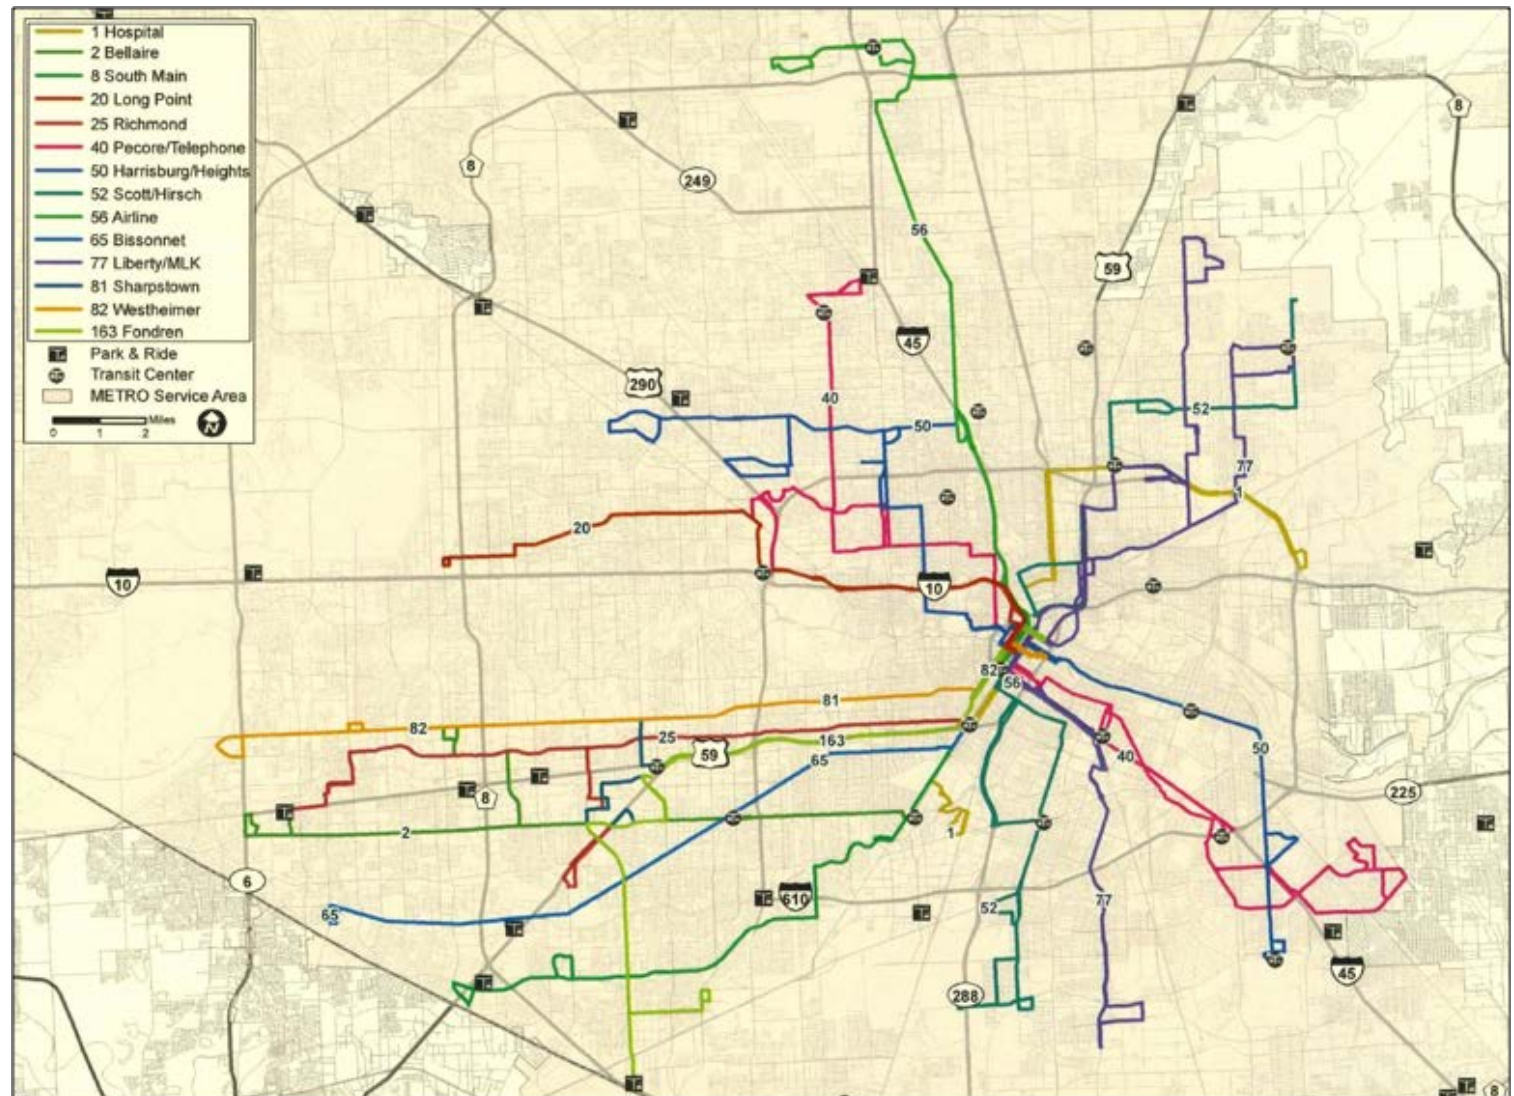 1 Hospital
2 Bellaire
8 South Main
20 Long Point
25 Richmond
40 Pecore/Telephone
50 Harrisburg/Heights
52 Scott/Hirsch
56 Airline
65 Bissonnet
77 Liberty/MLK
81 Sharpstown
82 Westheimer
163 Fondren
Park & Ride
Transit Center
METRO Service Area
Miles
0 1 2
8
8
249
56
59
45
290
40
52
50
77
1
20
10
10
82
56
81
82
25
163
59
65
50
40
8
225
2
1
6
610
65
52
77
288
45
8